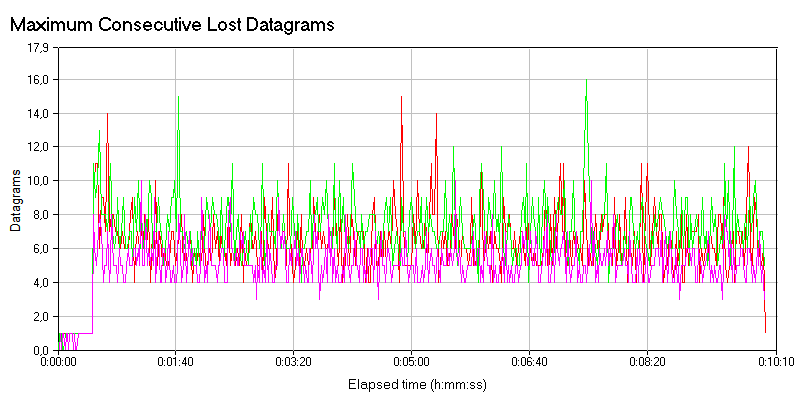 Maximum Consecutive Lost Datagrams
17,9
16,0
14,0
12,0
10,0
8,0
6,0
4,0
2,0
0,0
Datagrams
0:00:00 0:01:40 0:03:20 0:05:00 0:06:40 0:08:20 0:10:10
Elapsed time (h:mm:ss)